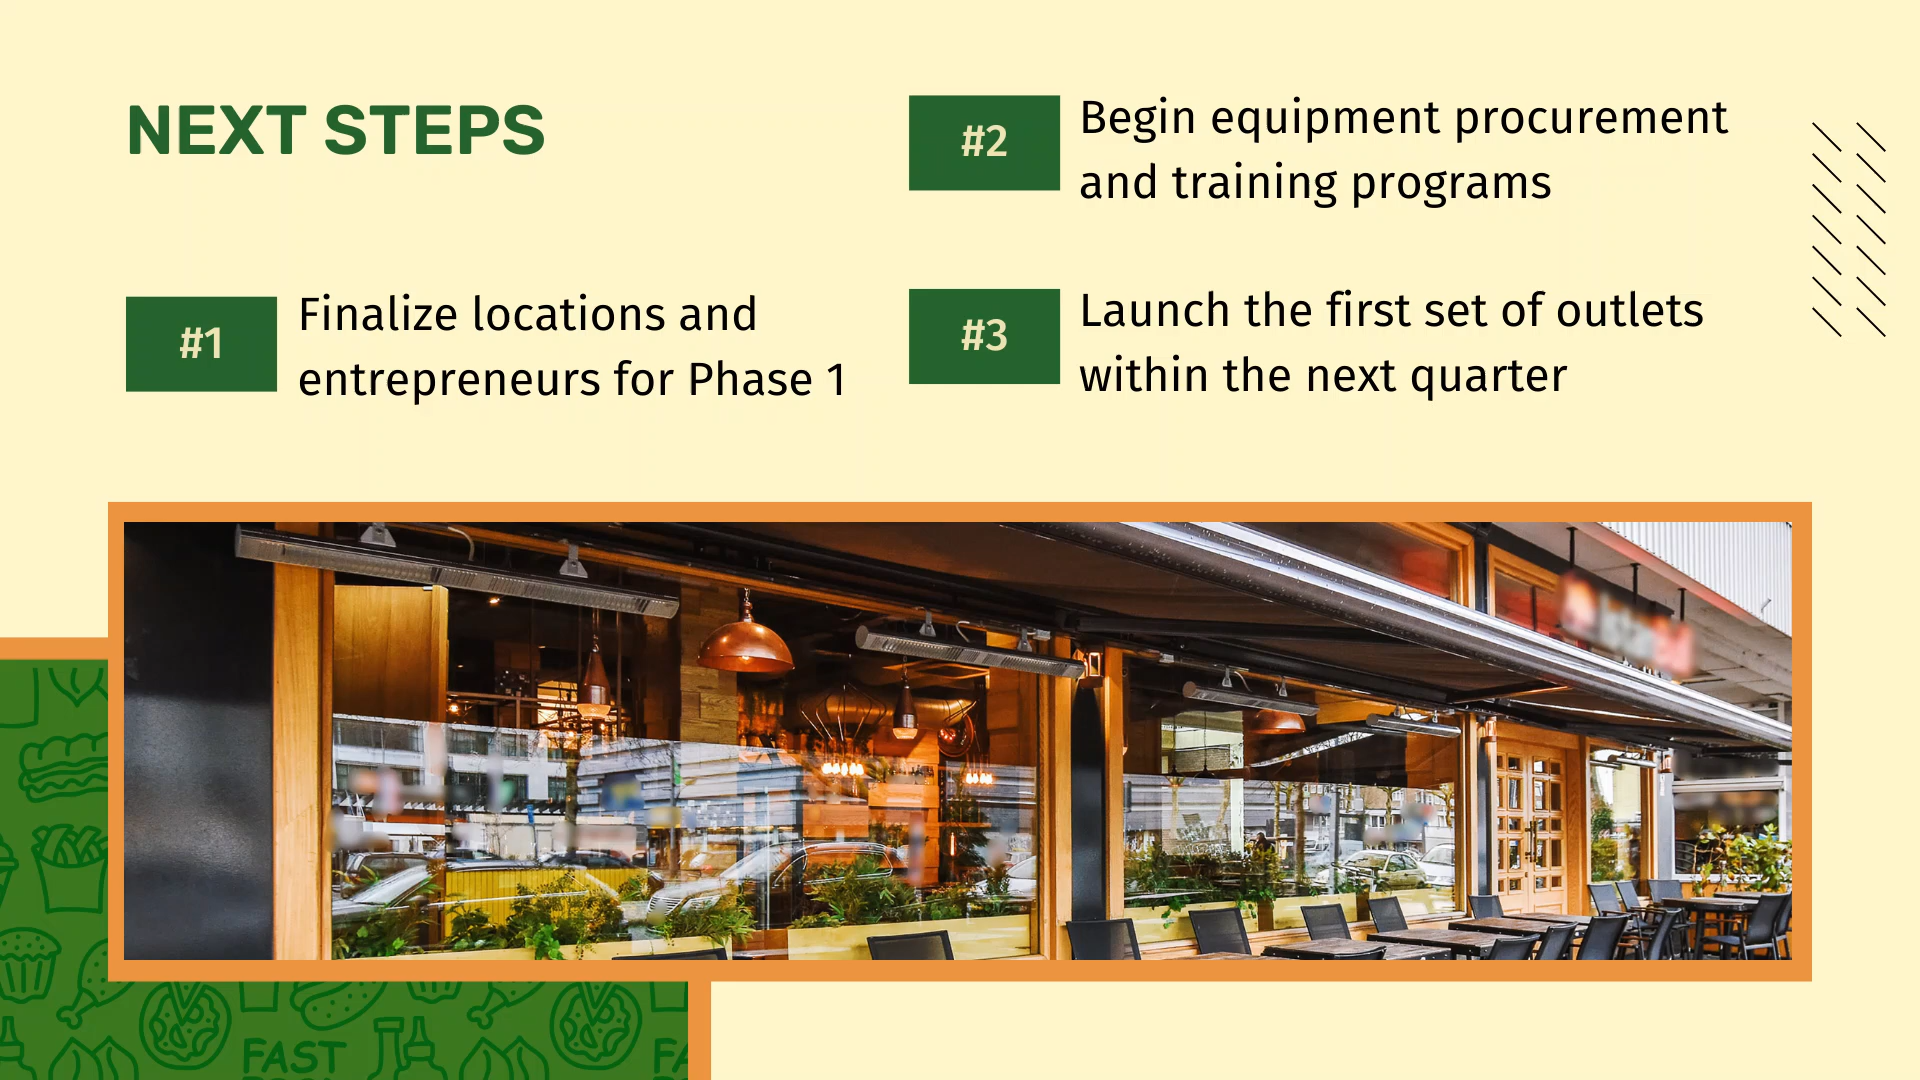 NEXT STEPS
#1
Finalize locations and
entrepreneurs for Phase 1
#2
Begin equipment procurement
and training programs
#3
Launch the first set of outlets
within the next quarter
FAST